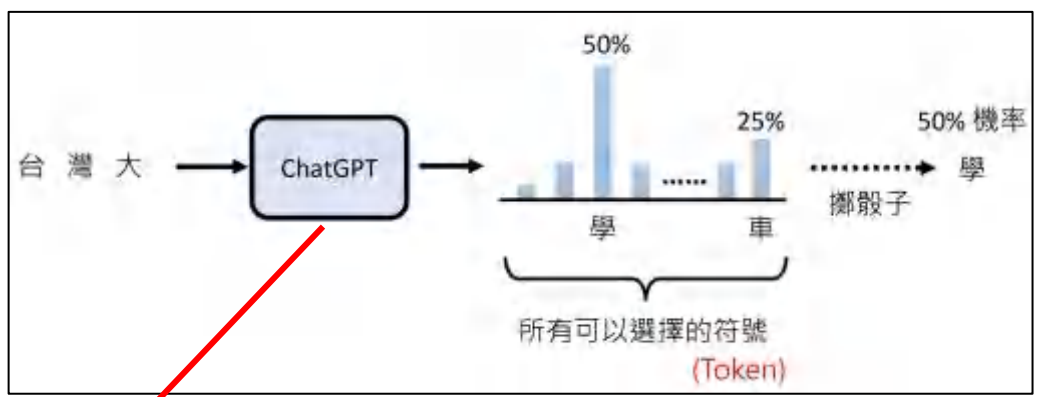 50%
25%
50% 機率
台 灣 大
ChatGPT
學
擲骰子
學
車
所有可以選擇的符號
(Token)